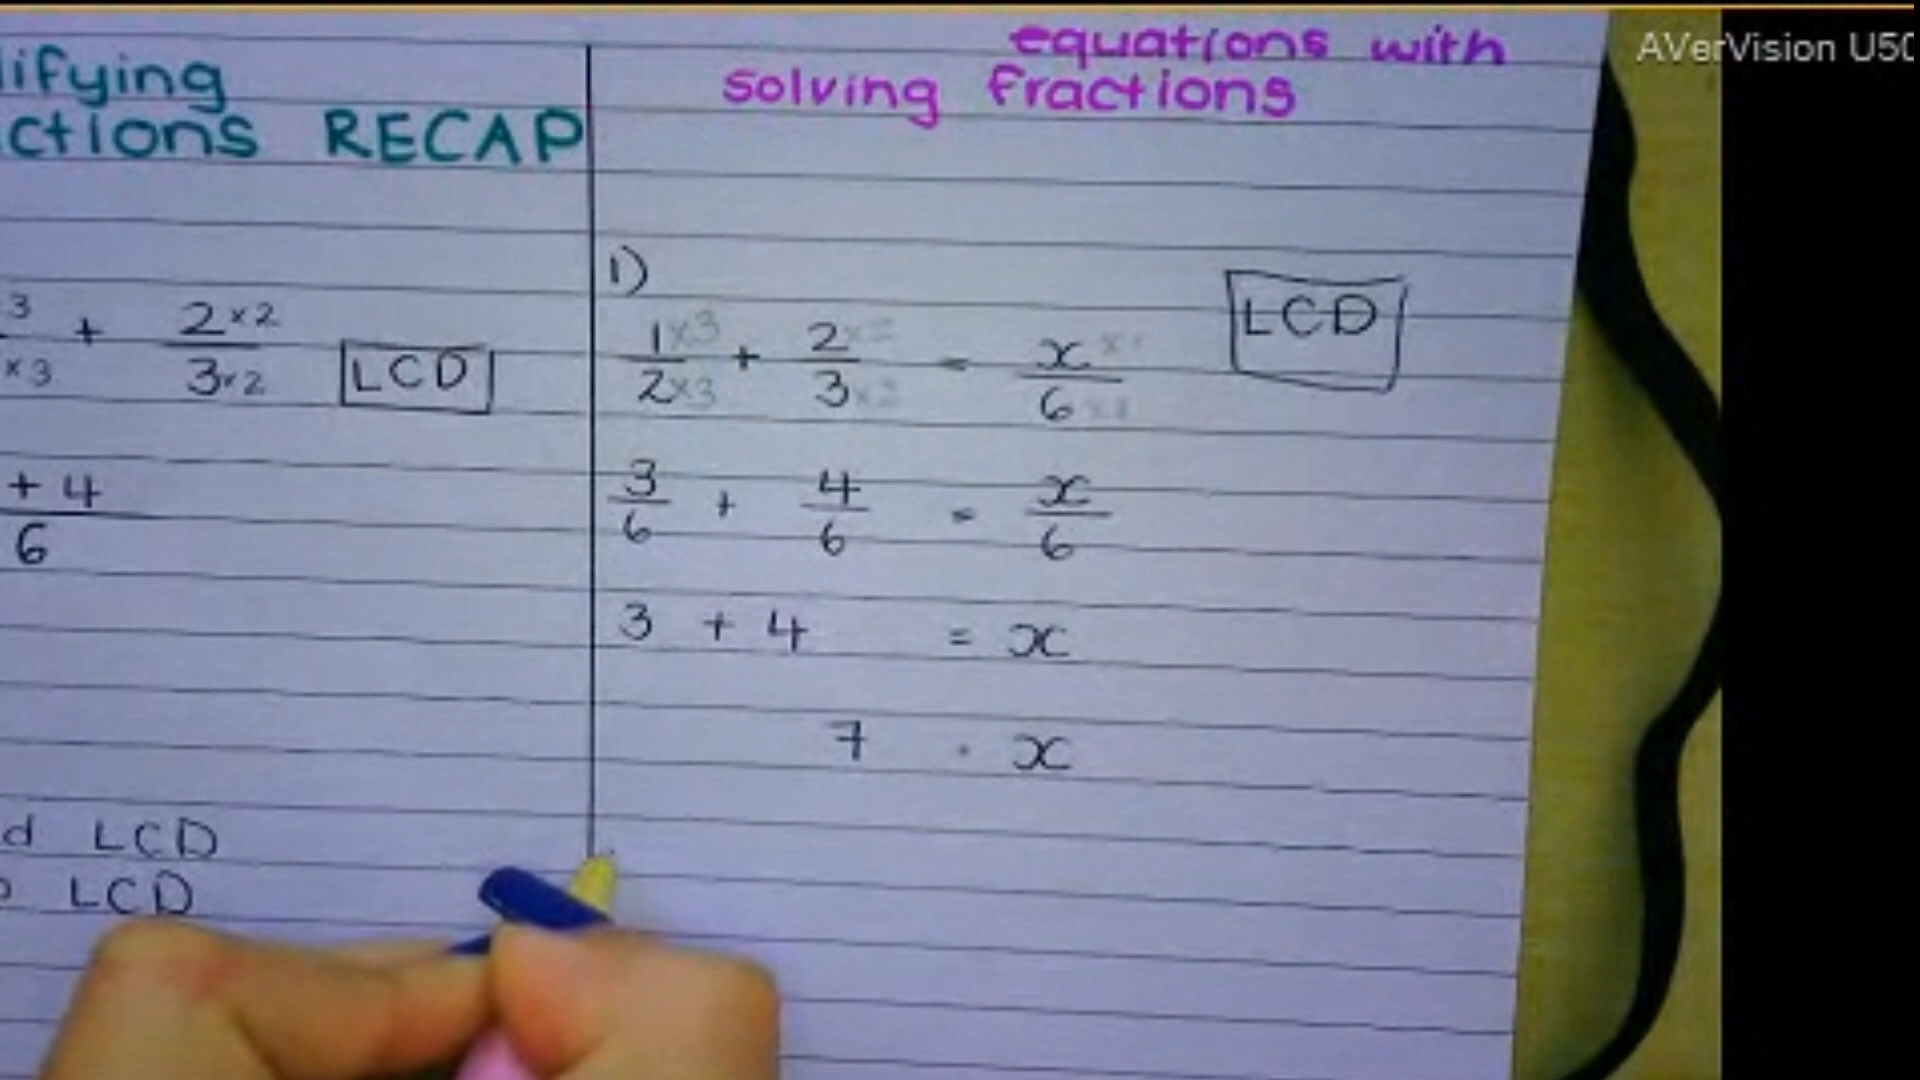 AVerVision U50
lifying
ctions RECAP
3 + 2×2
×3 3×2
LCD
+ 4
6
d LCD
LCD
equations with
solving fractions
1)
1×3 + 2 = x
2×3 3 6
LCD
3 + 4 = x
6 6 6
3 + 4 = x
7 · x